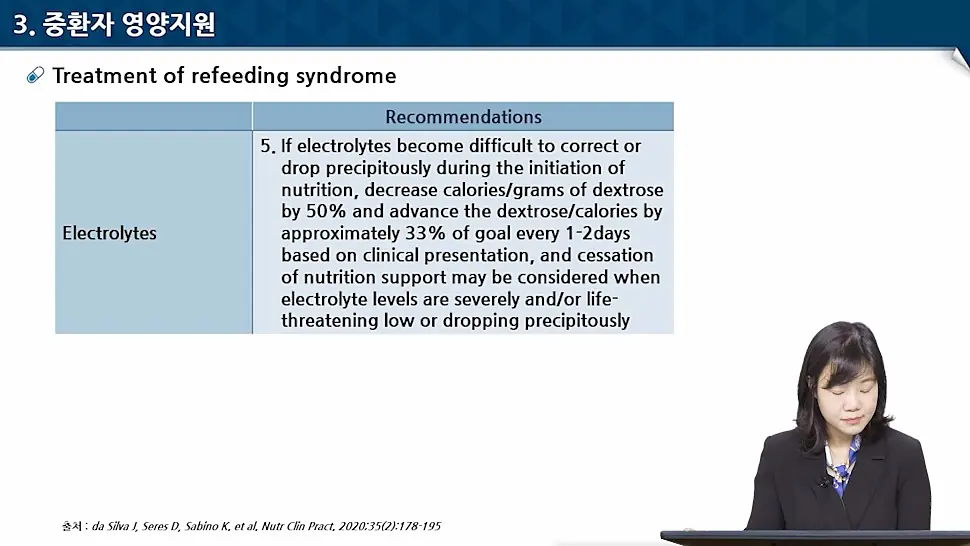 3. 중환자 영양지원
Treatment of refeeding syndrome
Recommendations
Electrolytes
5. If electrolytes become difficult to correct or
drop precipitously during the initiation of
nutrition, decrease calories/grams of dextrose
by 50% and advance the dextrose/calories by
approximately 33% of goal every 1-2days
based on clinical presentation, and cessation
of nutrition support may be considered when
electrolyte levels are severely and/or life-
threatening low or dropping precipitously
출처 : da Silva J, Seres D, Sabino K, et al, Nutr Clin Pract, 2020;35(2):178-195